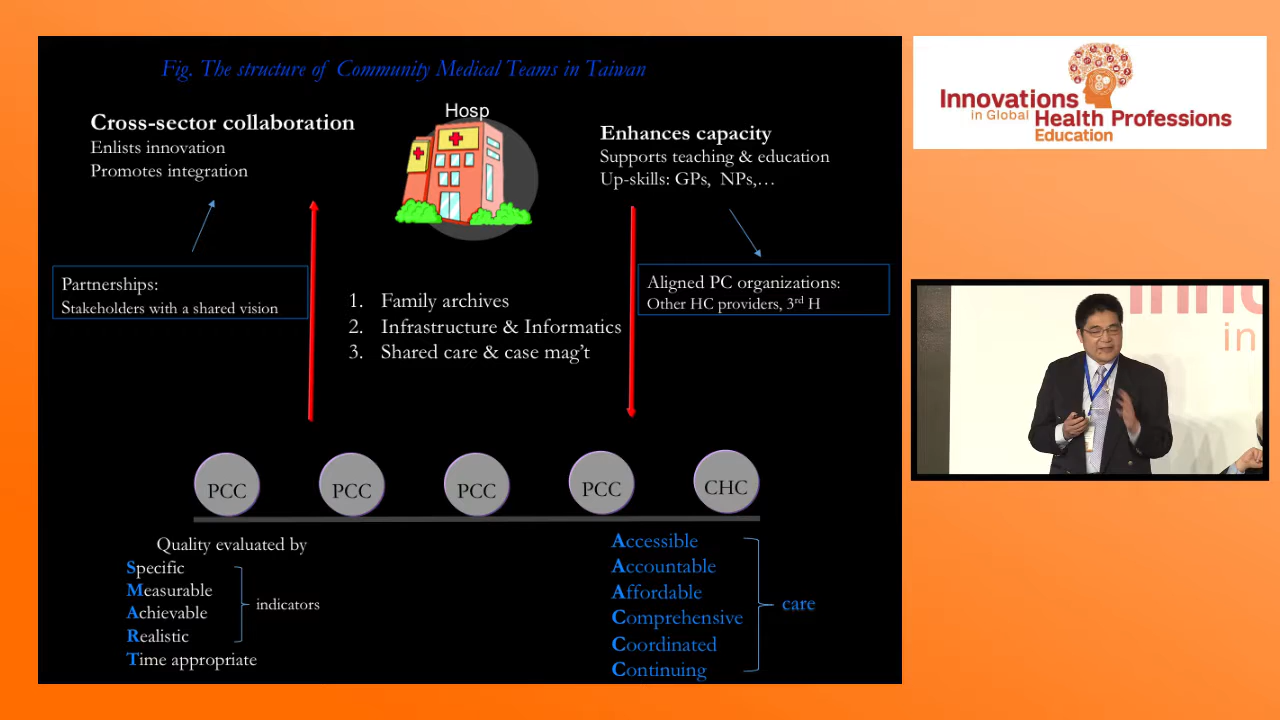 Fig. The structure of Community Medical Teams in Taiwan
Cross-sector collaboration
Enlists innovation
Promotes integration
Hosp
Enhances capacity
Supports teaching & education
Up-skills: GPs, NPs,…
Partnerships:
Stakeholders with a shared vision
Aligned PC organizations:
Other HC providers, 3rd H
1. Family archives
2. Infrastructure & Informatics
3. Shared care & case mag't
PCC
PCC
PCC
PCC
CHC
Quality evaluated by
Specific
Measurable
Achievable
Realistic
Time appropriate
indicators
Accessible
Accountable
Affordable
Comprehensive
Coordinated
Continuing
care
Innovations
in Global Health Professions
Education
in